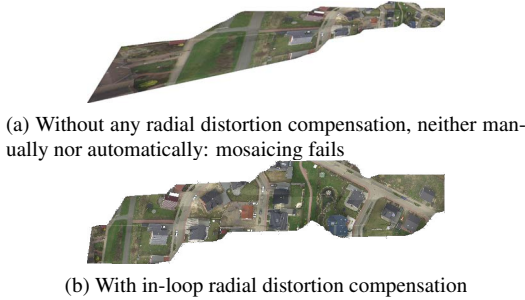 (a) Without any radial distortion compensation, neither man-
ually nor automatically: mosaicing fails
(b) With in-loop radial distortion compensation